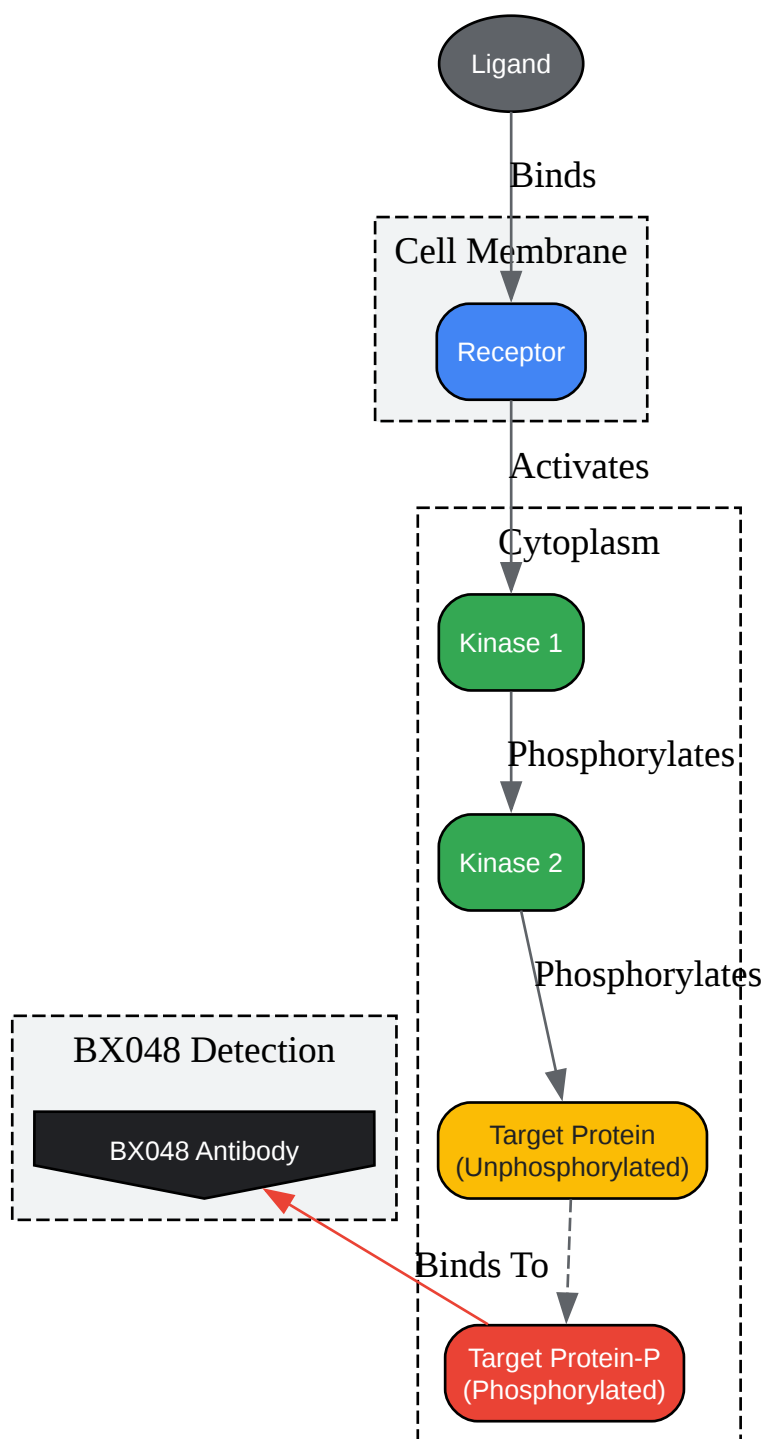 Ligand
Binds
Cell Membrane
Receptor
Activates
Cytoplasm
Kinase 1
Phosphorylates
Kinase 2
Phosphorylates
BX048 Detection
BX048 Antibody
Target Protein
(Unphosphorylated)
Binds To
Target Protein-P
(Phosphorylated)